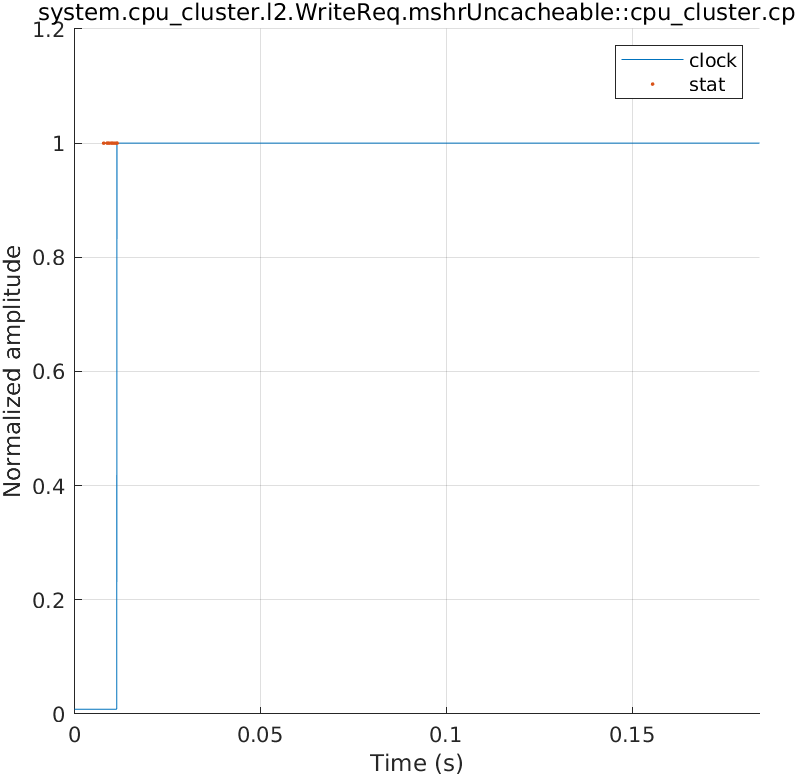 system.cpu_cluster.l2.WriteReq.mshrUncacheable::cpu_cluster.cp
1.2
clock
stat
1
0.8
0.6
0.4
0.2
0
Normalized amplitude
0 0.05 0.1 0.15
Time (s)